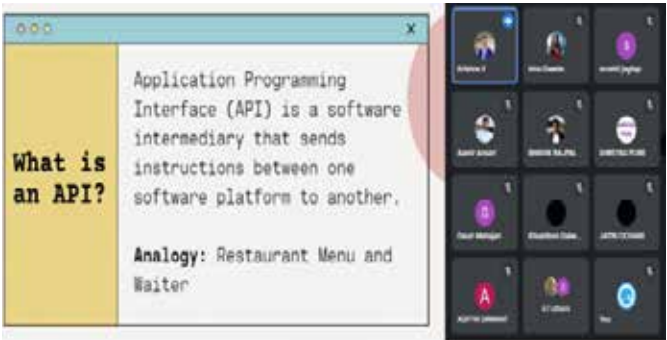 x
What is
an API?
Application Programming
Interface (API) is a software
intermediary that sends
instructions between one
software platform to another.
Analogy: Restaurant Menu and
Waiter
S
A
You